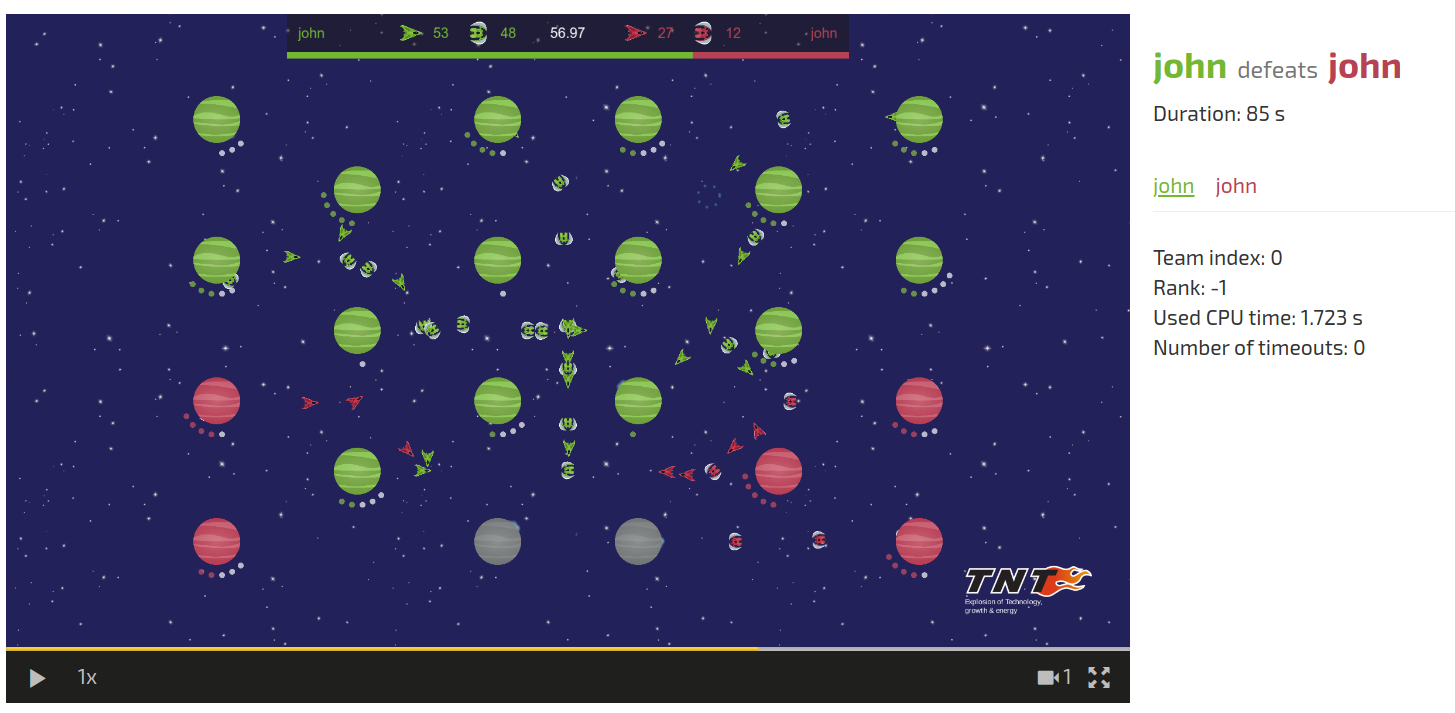 john 53 48 56.97 27 12 john
TNT
Explosion of Technology,
growth & energy
1x
1
john defeats john
Duration: 85 s
john john
Team index: 0
Rank: -1
Used CPU time: 1.723 s
Number of timeouts: 0